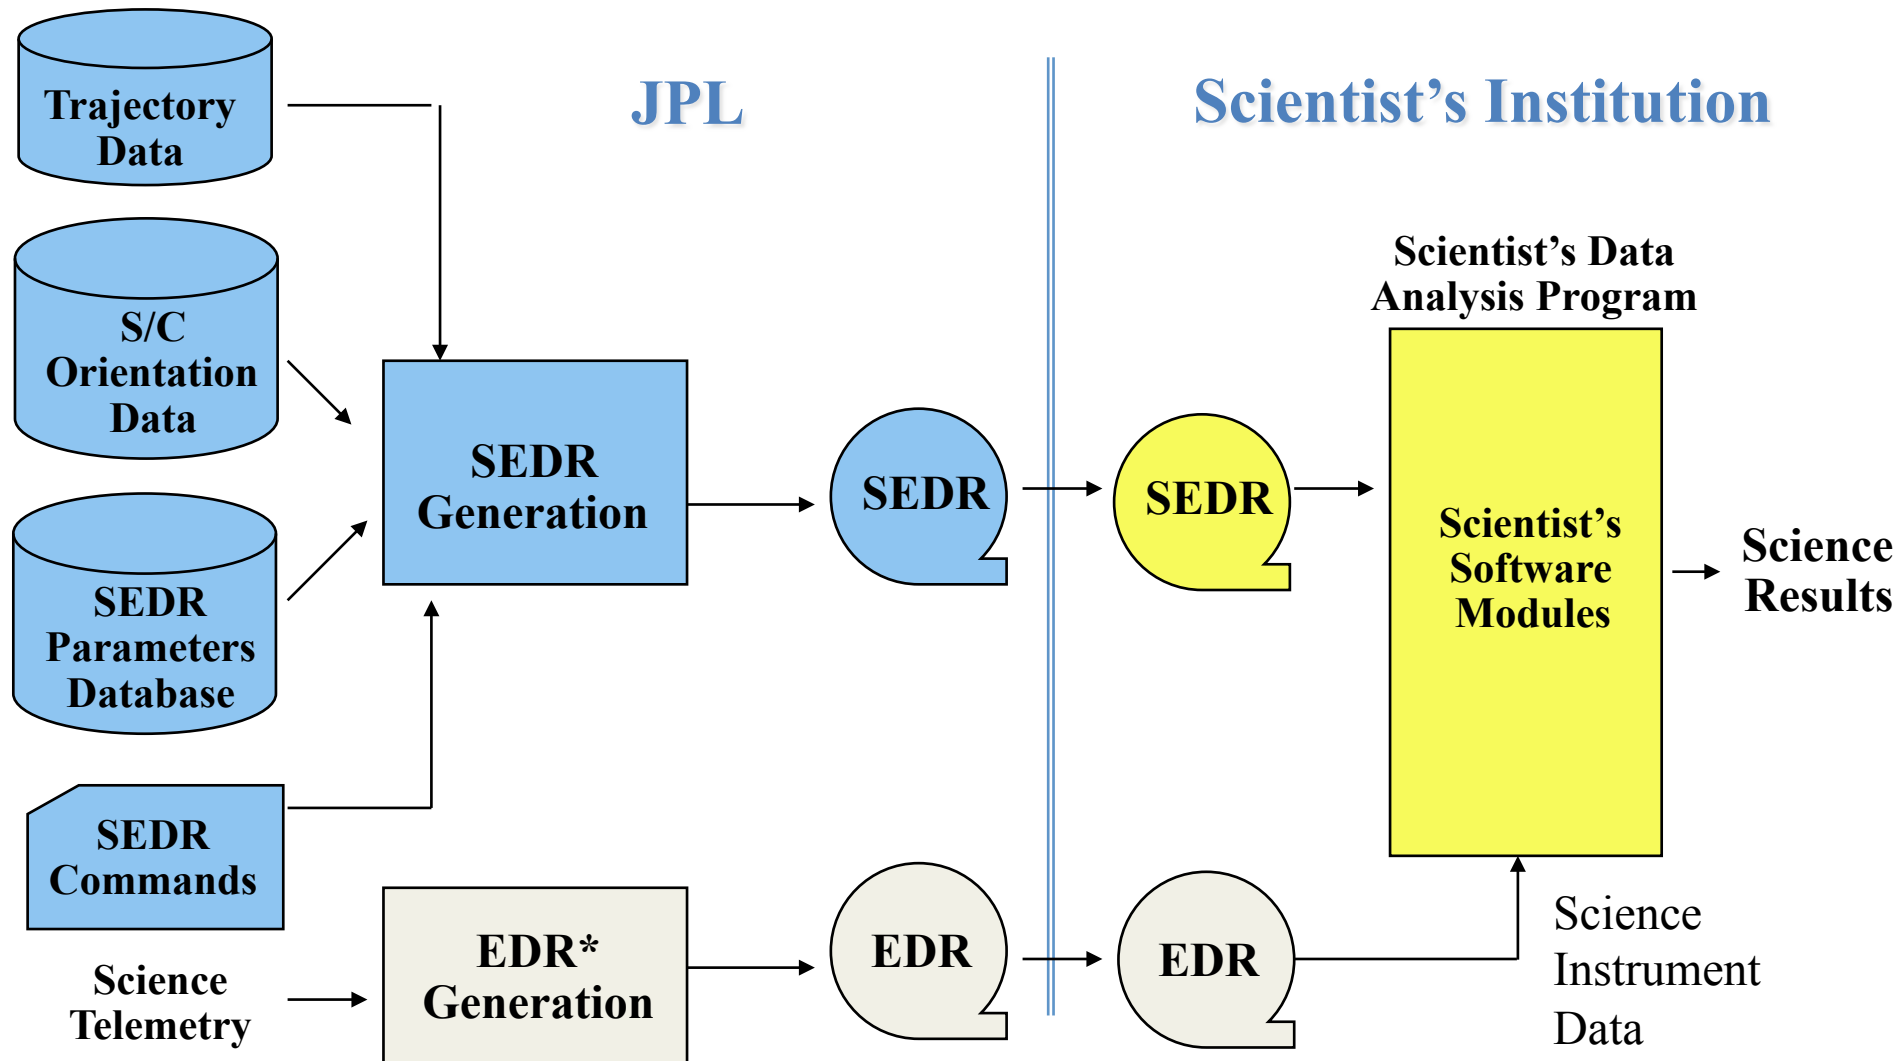 JPL
Scientist’s Institution
Trajectory
Data
S/C
Orientation
Data
SEDR
Parameters
Database
SEDR
Commands
Science
Telemetry
SEDR
Generation
EDR*
Generation
SEDR
EDR
SEDR
EDR
Scientist’s Data
Analysis Program
Scientist’s
Software
Modules
Science
Instrument
Data
Science
Results